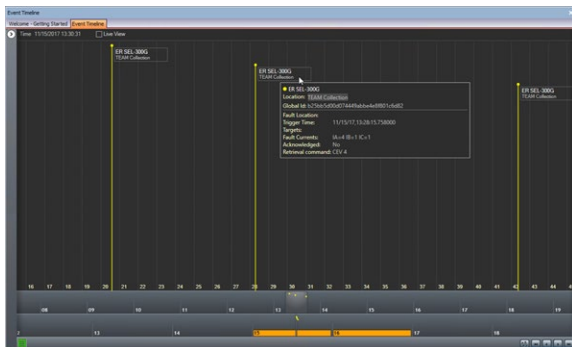 Event Timeline
Welcome - Getting Started Event Timeline
Time 11/15/2017 13:30:31 Live View
ER SEL-300G
TEAM Collection
ER SEL-300G
TEAM Collection
ER SEL-300G
TEAM Collection
ER SEL-300G
Location: TEAM Collection
Fault Location:
Trigger Time: 11/15/17,13:28:15.758000
Targets:
Fault Currents: IA=4 IB=1 IC=1
Acknowledged: No
Retrieval command: CEV 4
16 17 18 19 20 21 22 23 24 25 26 27 28 29 30 31 32 33 34 35 36 37 38 39 40 41 42 43 44
08 09 10 11 12 13 14 15 16 17 18 19
13 14 15 16 17 18